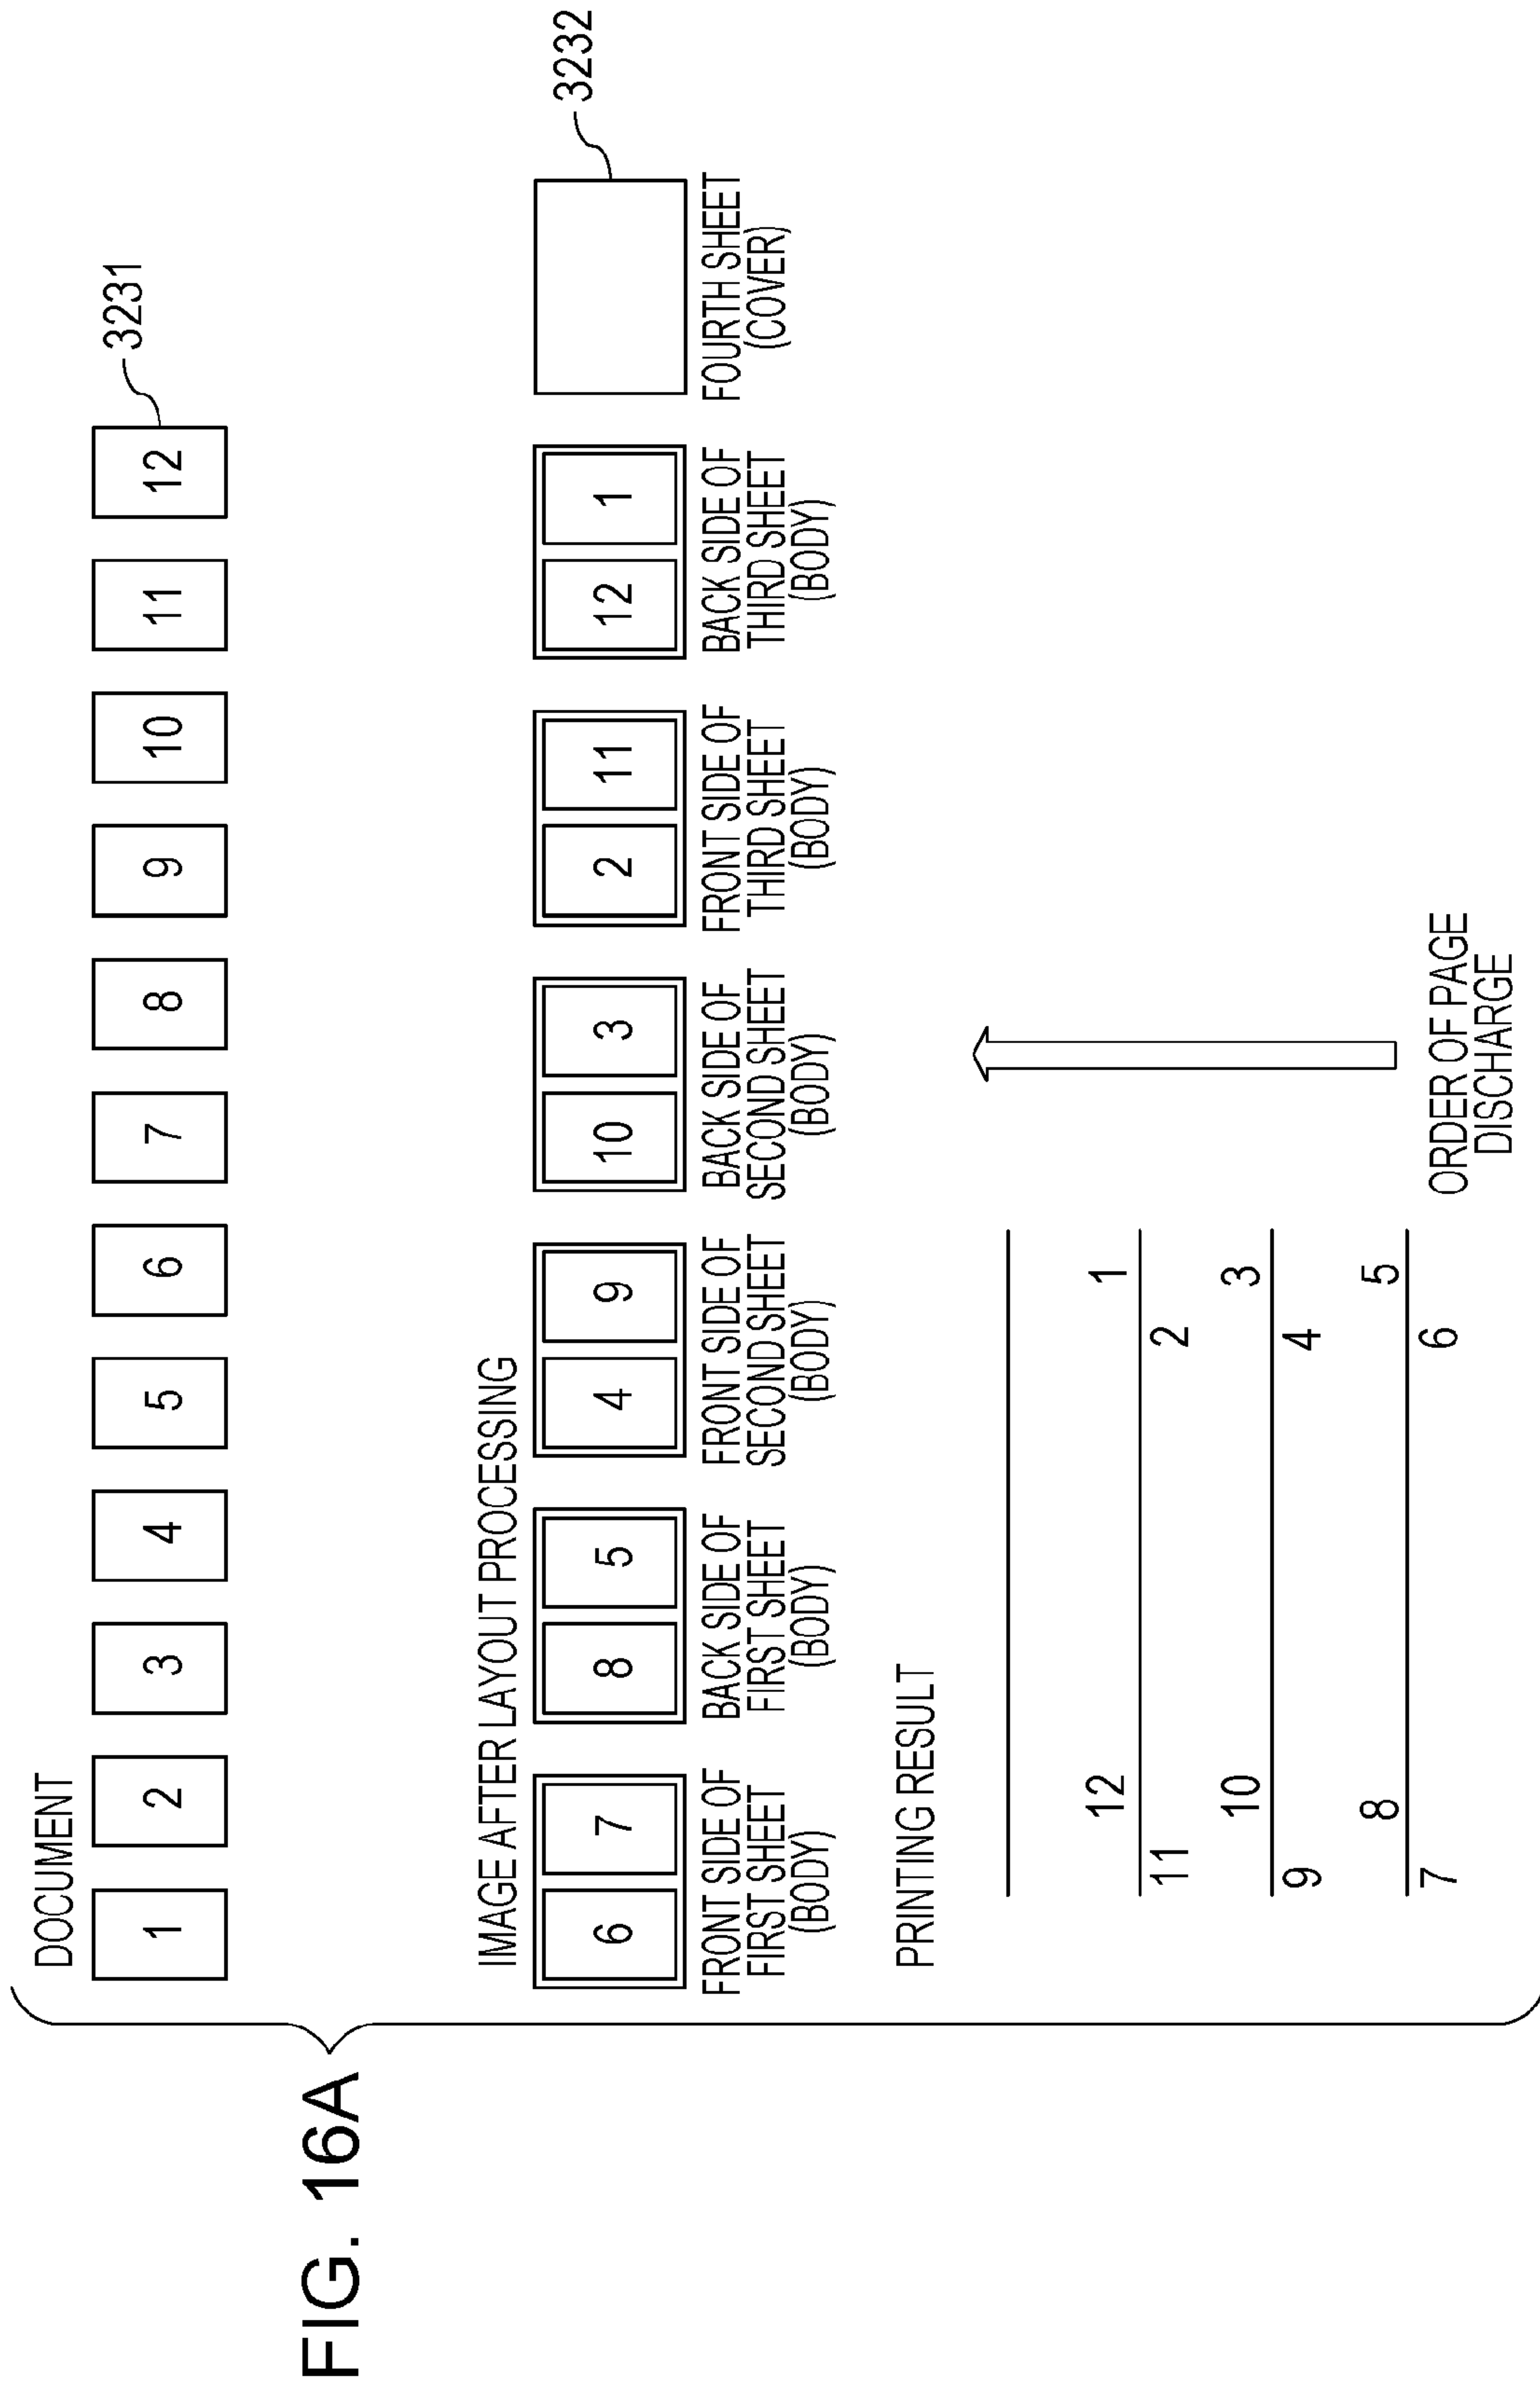 FIG. 16A
DOCUMENT
1 2 3 4 5 6 7 8 9 10 11 12
3231
IMAGE AFTER LAYOUT PROCESSING
6 7
8 5
4 9
10 3
2 11
12 1
3232
FRONT SIDE OF
FIRST SHEET
(BODY)
BACK SIDE OF
FIRST SHEET
(BODY)
FRONT SIDE OF
SECOND SHEET
(BODY)
BACK SIDE OF
SECOND SHEET
(BODY)
FRONT SIDE OF
THIRD SHEET
(BODY)
BACK SIDE OF
THIRD SHEET
(BODY)
FOURTH SHEET
(COVER)
PRINTING RESULT
12 1
11 2
10 3
9 4
8 5
7 6
ORDER OF PAGE
DISCHARGE